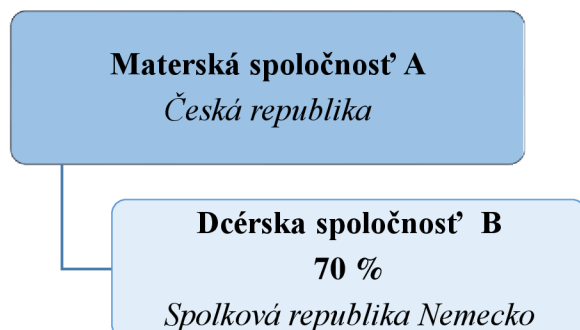 Materská spoločnosť A
Česká republika
Dcérska spoločnosť B
70 %
Spolková republika Nemecko